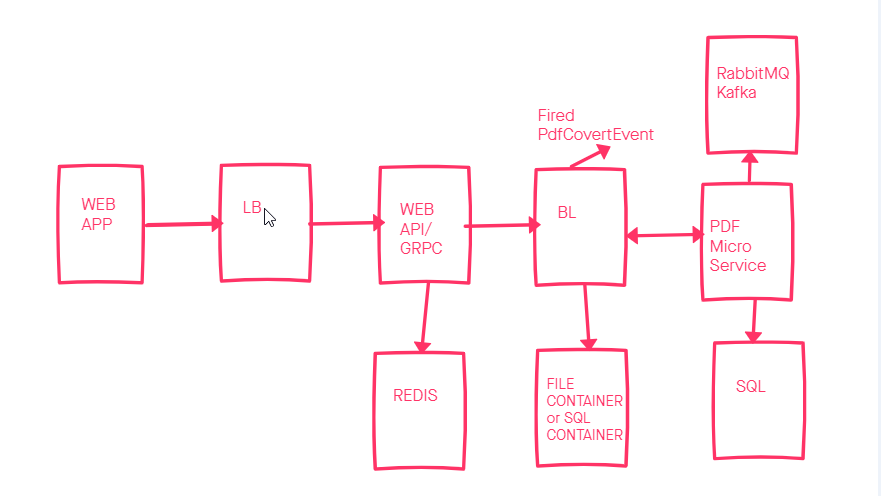 RabbitMQ
Kafka
Fired
PdfCovertEvent
WEB
APP
LB
WEB
API/
GRPC
BL
PDF
Micro
Service
REDIS
FILE
CONTAINER
or SQL
CONTAINER
SQL